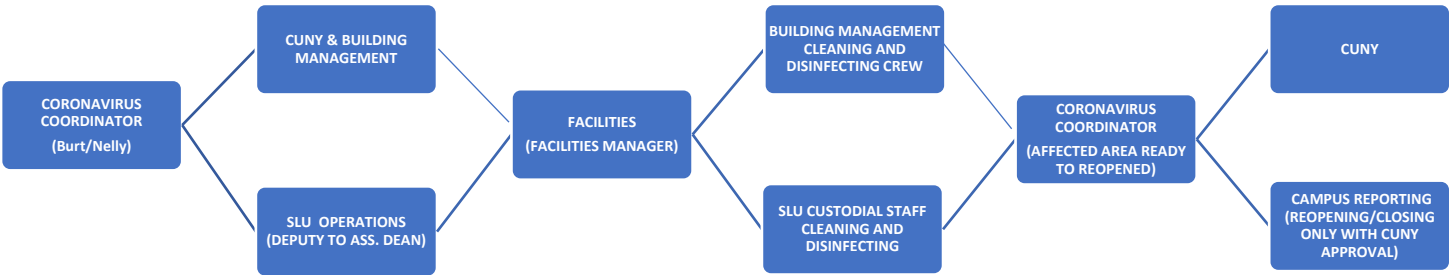 CORONAVIRUS
COORDINATOR
(Burt/Nelly)
CUNY & BUILDING
MANAGEMENT
SLU OPERATIONS
(DEPUTY TO ASS. DEAN)
FACILITIES
(FACILITIES MANAGER)
BUILDING MANAGEMENT
CLEANING AND
DISINFECTING CREW
SLU CUSTODIAL STAFF
CLEANING AND
DISINFECTING
CORONAVIRUS
COORDINATOR
(AFFECTED AREA READY
TO REOPENED)
CUNY
CAMPUS REPORTING
(REOPENING/CLOSING
ONLY WITH CUNY
APPROVAL)